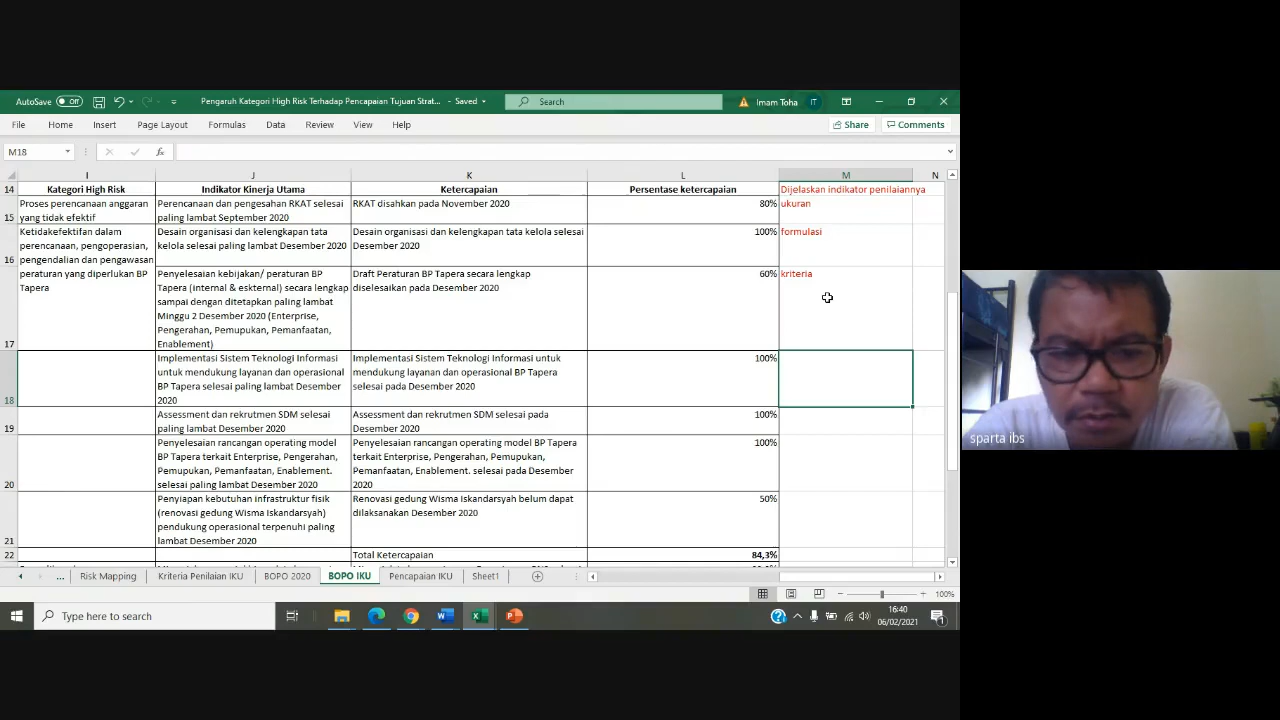 AutoSave Off Pengaruh Kategori High Risk Terhadap Pencapaian Tujuan Strat... - Saved Search Imam Toha IT
File Home Insert Page Layout Formulas Data Review View Help Share Comments
M18 fx
I J K L M N
14 Kategori High Risk Indikator Kinerja Utama Ketercapaian Persentase ketercapaian Dijelaskan indikator penilaiannya
Proses perencanaan anggaran
yang tidak efektif
Perencanaan dan pengesahan RKAT selesai
paling lambat September 2020
RKAT disahkan pada November 2020
80%
ukuran
15
Ketidakefektifan dalam
perencanaan, pengoperasian,
pengendalian dan pengawasan
peraturan yang diperlukan BP
Tapera
Desain organisasi dan kelengkapan tata
kelola selesai paling lambat Desember 2020
Desain organisasi dan kelengkapan tata kelola selesai
Desember 2020
100%
formulasi
16
Penyelesaian kebijakan/ peraturan BP
Tapera (internal & eskternal) secara lengkap
sampai dengan ditetapkan paling lambat
Minggu 2 Desember 2020 (Enterprise,
Pengerahan, Pemupukan, Pemanfaatan,
Enablement)
Draft Peraturan BP Tapera secara lengkap
diselesaikan pada Desember 2020
60%
kriteria
17
Implementasi Sistem Teknologi Informasi
untuk mendukung layanan dan operasional
BP Tapera selesai paling lambat Desember
2020
Implementasi Sistem Teknologi Informasi untuk
mendukung layanan dan operasional BP Tapera
selesai pada Desember 2020
100%
18
Assessment dan rekrutmen SDM selesai
paling lambat Desember 2020
Assessment dan rekrutmen SDM selesai pada
Desember 2020
100%
19
Penyelesaian rancangan operating model
BP Tapera terkait Enterprise, Pengerahan,
Pemupukan, Pemanfaatan, Enablement.
selesai paling lambat Desember 2020
Penyelesaian rancangan operating model BP Tapera
terkait Enterprise, Pengerahan, Pemupukan,
Pemanfaatan, Enablement. selesai pada Desember
2020
100%
20
Penyiapan kebutuhan infrastruktur fisik
(renovasi gedung Wisma Iskandarsyah)
pendukung operasional terpenuhi paling
lambat Desember 2020
Renovasi gedung Wisma Iskandarsyah belum dapat
dilaksanakan Desember 2020
50%
21
22 Total Ketercapaian 84,3%
... Risk Mapping Kriteria Penilaian IKU BOPO 2020 BOPO IKU Pencapaian IKU Sheet1
100%
Type here to search
16:40
06/02/2021
1
sparta ibs